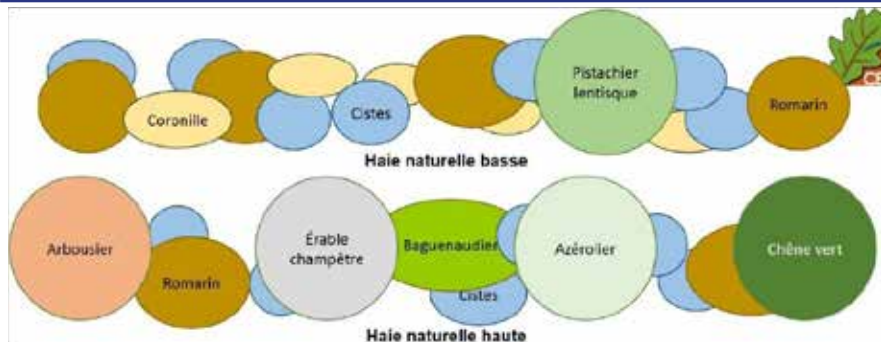 Pistachier
lentisque
Romarin
Coronille
Cistes
Haie naturelle basse
Arbousier
Érable
champêtre
Baguenaudier
Azérolier
Chêne vert
Romarin
Cistes
Haie naturelle haute